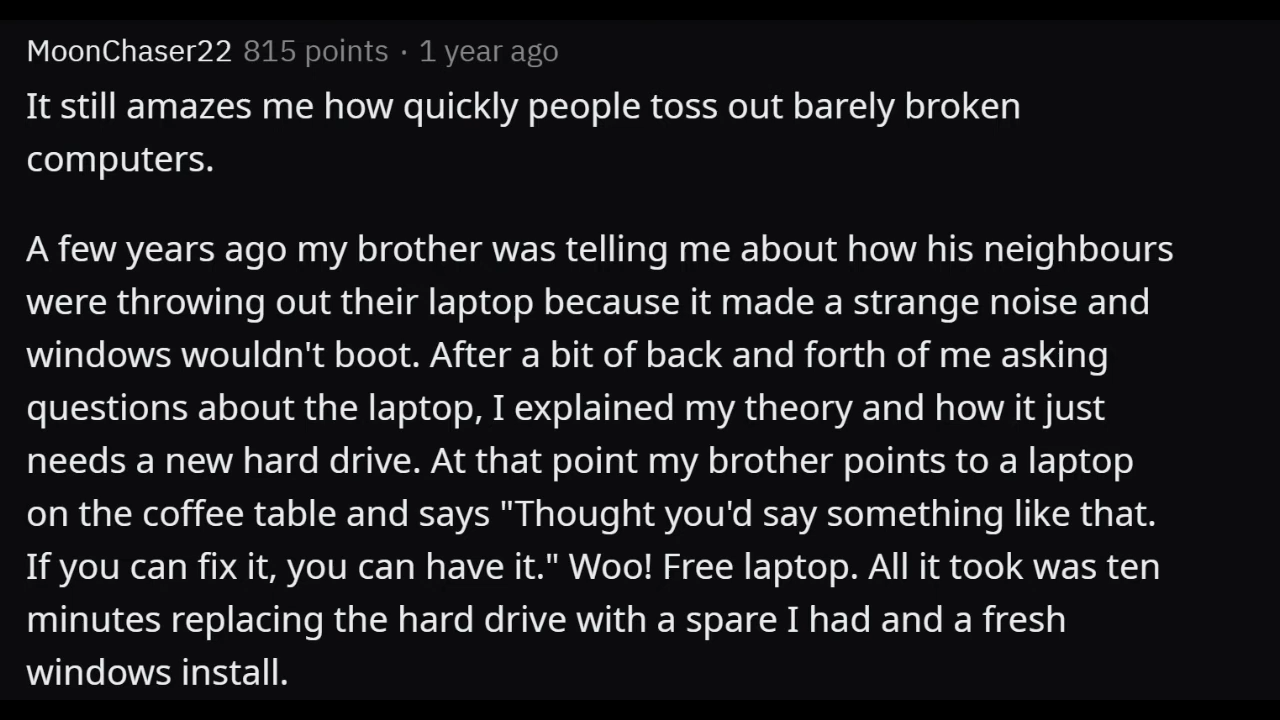 MoonChaser22 815 points · 1 year ago
It still amazes me how quickly people toss out barely broken
computers.
A few years ago my brother was telling me about how his neighbours
were throwing out their laptop because it made a strange noise and
windows wouldn't boot. After a bit of back and forth of me asking
questions about the laptop, I explained my theory and how it just
needs a new hard drive. At that point my brother points to a laptop
on the coffee table and says "Thought you'd say something like that.
If you can fix it, you can have it." Woo! Free laptop. All it took was ten
minutes replacing the hard drive with a spare I had and a fresh
windows install.